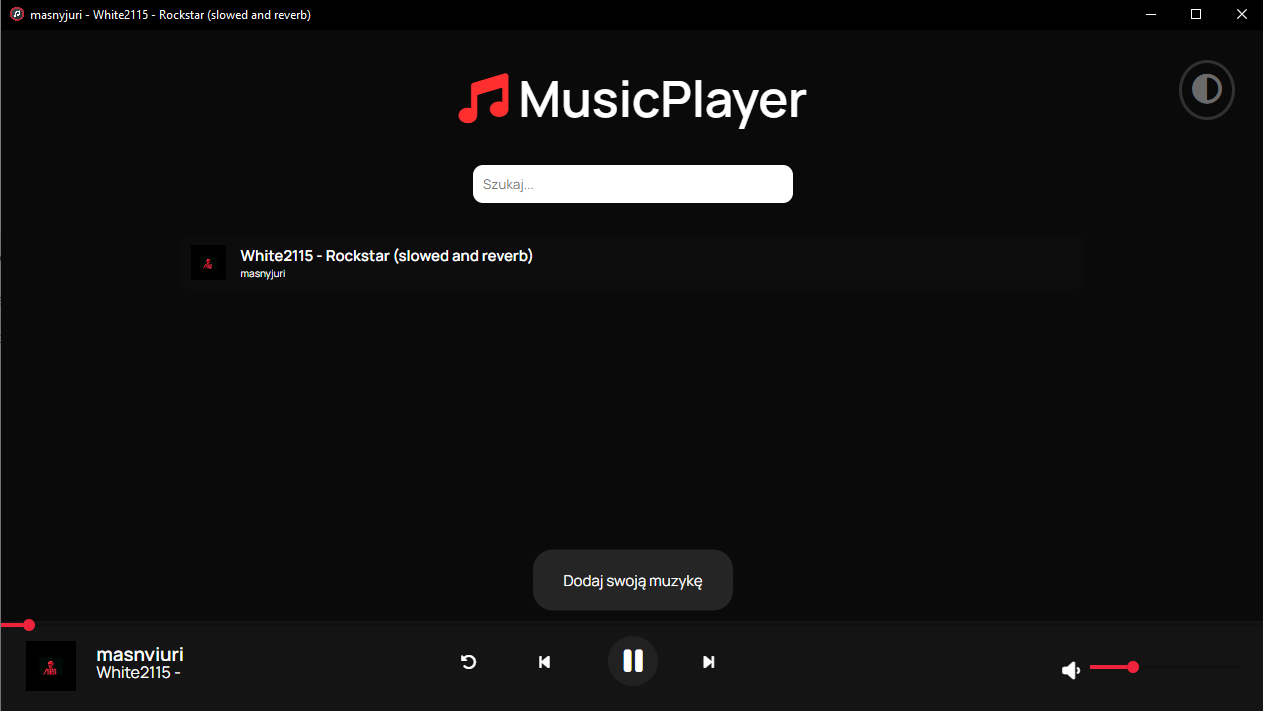 masnyjuri - White2115 - Rockstar (slowed and reverb)
MusicPlayer
Szukaj...
White2115 - Rockstar (slowed and reverb)
masnyjuri
Dodaj swoją muzykę
masnyjuri
White2115 -